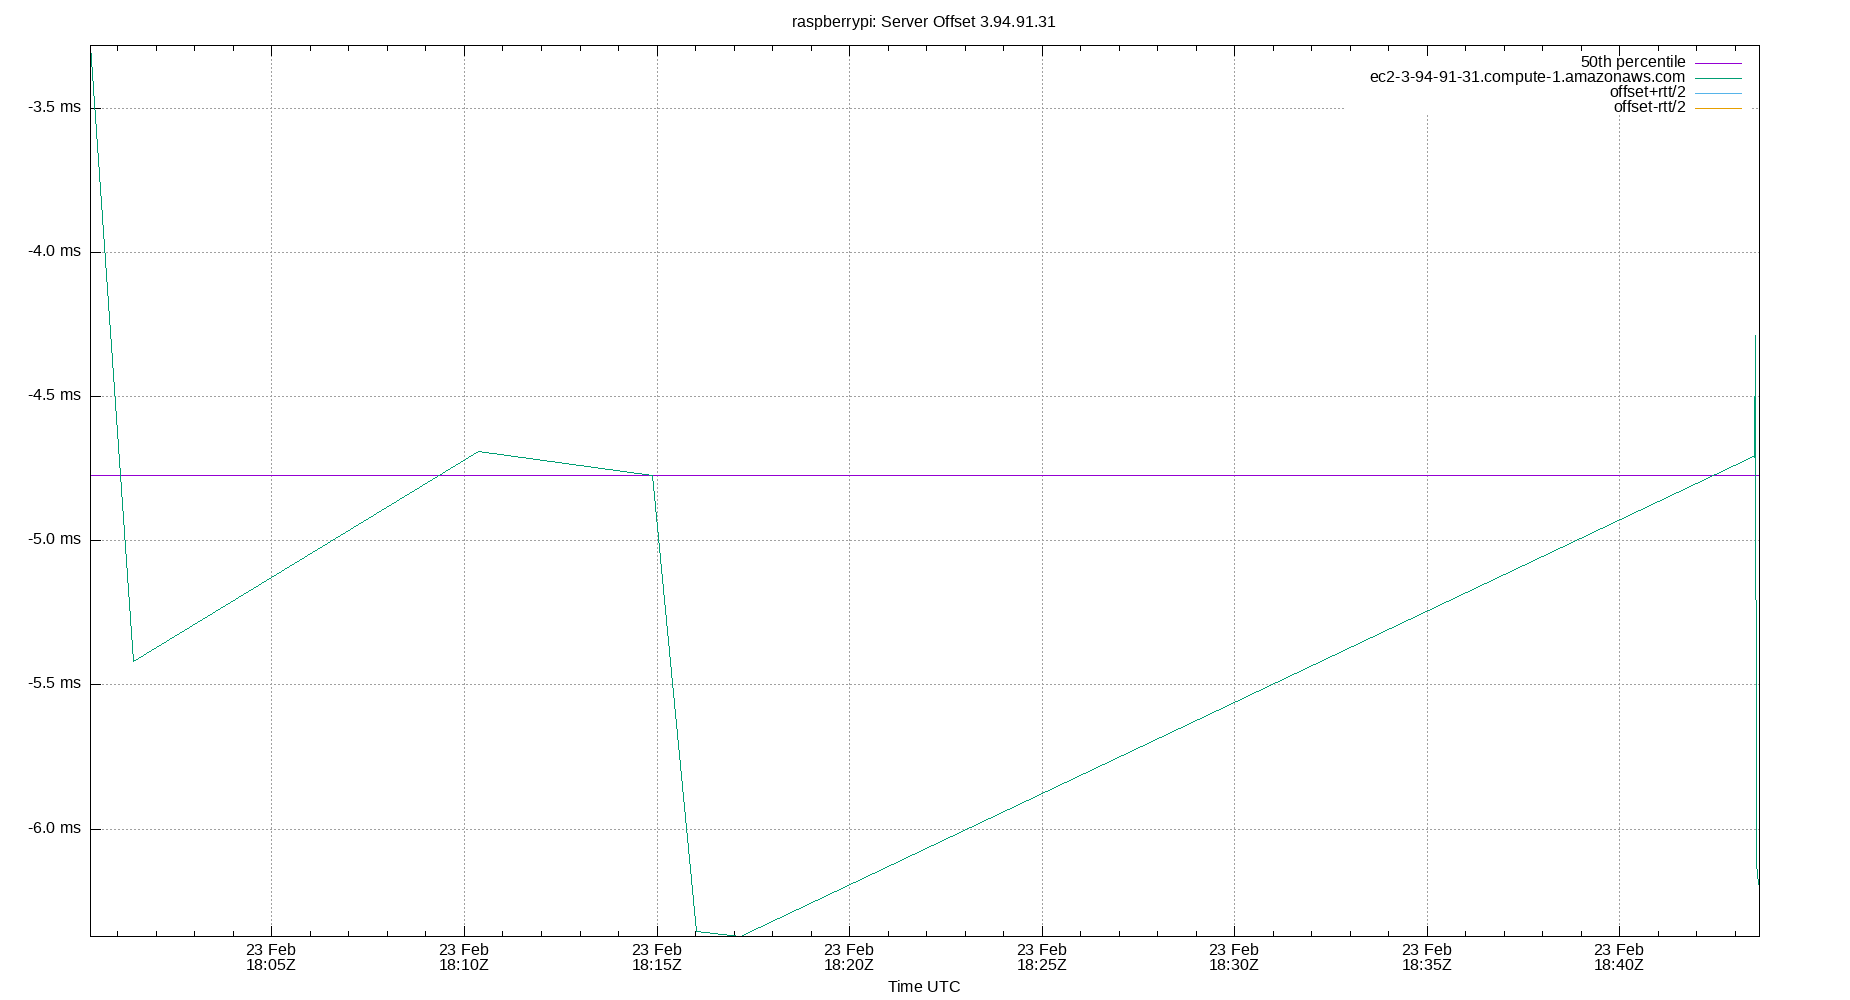 raspberrypi: Server Offset 3.94.91.31
50th percentile
ec2-3-94-91-31.compute-1.amazonaws.com
offset+rtt/2
offset-rtt/2
-3.5 ms
-4.0 ms
-4.5 ms
-5.0 ms
-5.5 ms
-6.0 ms
23 Feb 23 Feb 23 Feb 23 Feb 23 Feb 23 Feb 23 Feb 23 Feb
18:05Z 18:10Z 18:15Z 18:20Z 18:25Z 18:30Z 18:35Z 18:40Z
Time UTC